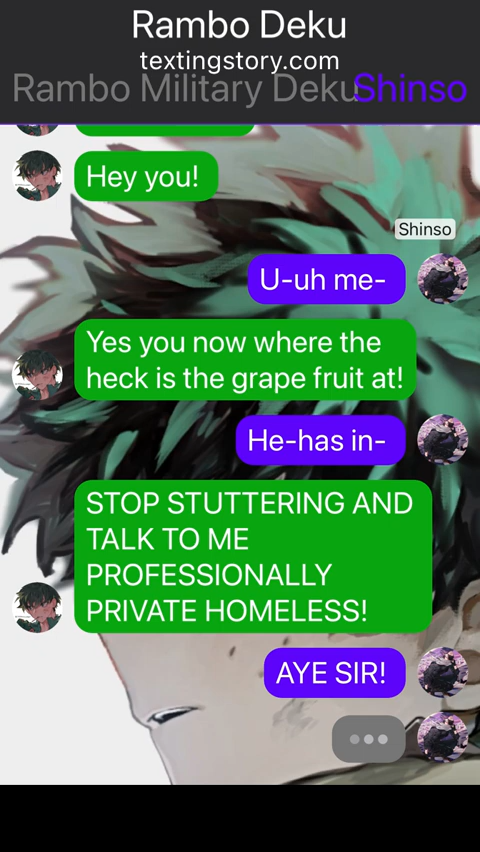 Rambo Deku
textingstory.com
Rambo Military Deku Shinso
Hey you!
Shinso
U-uh me-
Yes you now where the
heck is the grape fruit at!
He-has in-
STOP STUTTERING AND
TALK TO ME
PROFESSIONALLY
PRIVATE HOMELESS!
AYE SIR!